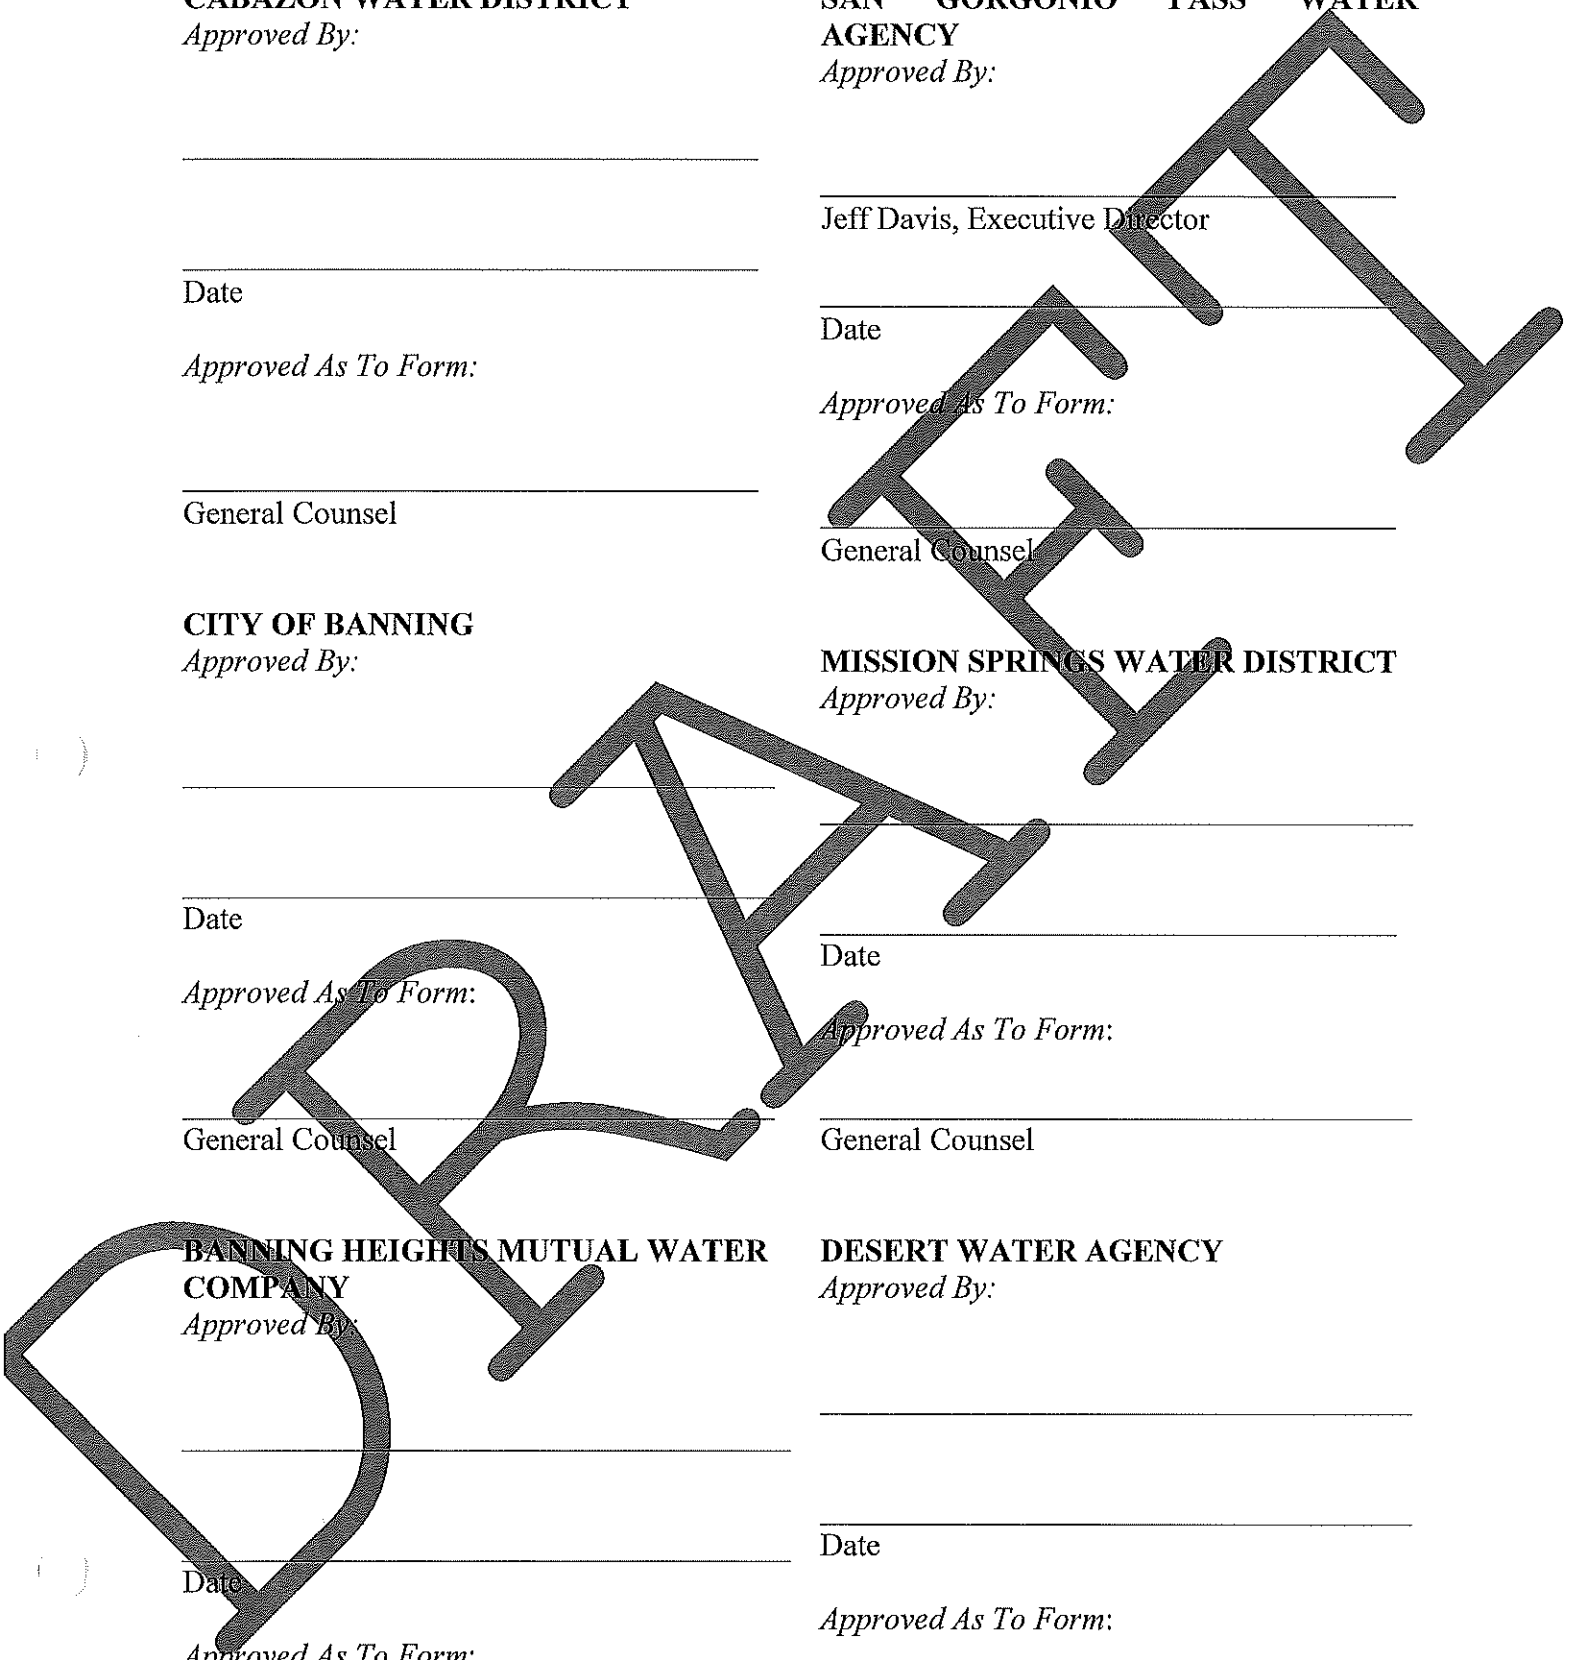 CABAZON WATER DISTRICT
Approved By:
Date
Approved As To Form:
General Counsel
CITY OF BANNING
Approved By:
Date
Approved As To Form:
General Counsel
BANNING HEIGHTS MUTUAL WATER
COMPANY
Approved By:
Date
Approved As To Form:
SAN GORGONIO PASS WATER
AGENCY
Approved By:
Jeff Davis, Executive Director
Date
Approved As To Form:
General Counsel
MISSION SPRINGS WATER DISTRICT
Approved By:
Date
Approved As To Form:
General Counsel
DESERT WATER AGENCY
Approved By:
Date
Approved As To Form:
DRAFT